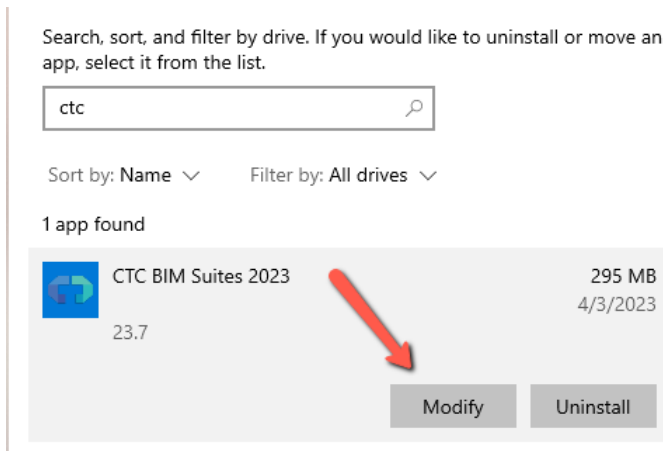 Search, sort, and filter by drive. If you would like to uninstall or move an
app, select it from the list.
ctc
Sort by: Name Filter by: All drives
1 app found
CTC BIM Suites 2023 295 MB
4/3/2023
23.7
Modify Uninstall